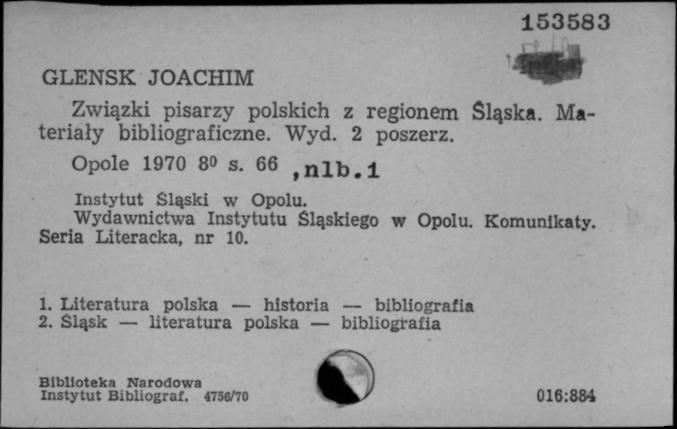 153583
GLENSK JOACHIM
Związki pisarzy polskich z regionem Śląska. Ma-
teriały bibliograficzne. Wyd. 2 poszerz.
Opole 1970 8⁰ s. 66 ,nlb.1
Instytut Śląski w Opolu.
Wydawnictwa Instytutu Śląskiego w Opolu. Komunikaty.
Seria Literacka, nr 10.
1. Literatura polska — historia — bibliografia
2. Śląsk — literatura polska — bibliografia
Biblioteka Narodowa
Instytut Bibliograf. 4756/70
016:884